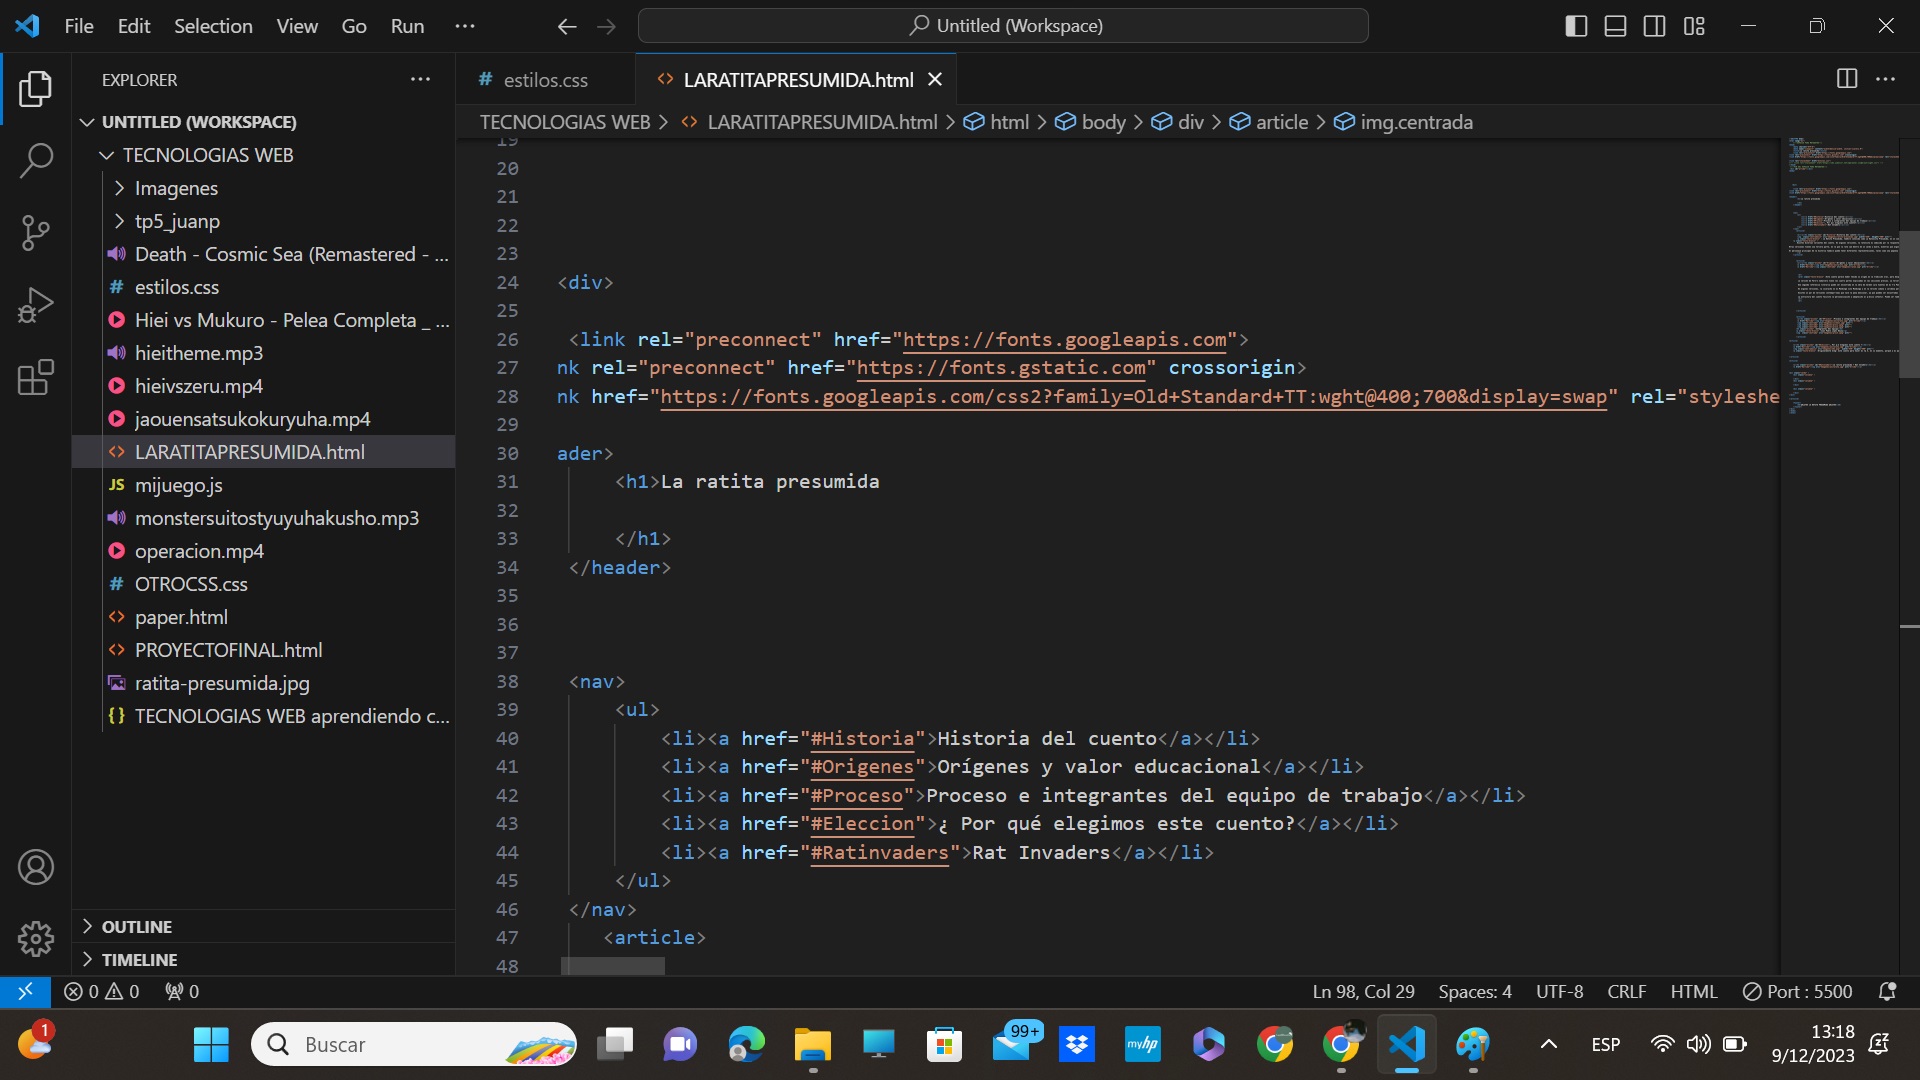 File Edit Selection View Go Run ··· Untitled (Workspace)
EXPLORER ···
UNTITLED (WORKSPACE)
TECNOLOGIAS WEB
Imagenes
tp5_juanp
Death - Cosmic Sea (Remastered - ...
estilos.css
Hiei vs Mukuro - Pelea Completa _ ...
hieitheme.mp3
hieivszeru.mp4
jaouensatsukokuryuha.mp4
LARATITAPRESUMIDA.html
JS mijuego.js
monstersuitostyuyuhakusho.mp3
operacion.mp4
# OTROCSS.css
paper.html
PROYECTOFINAL.html
ratita-presumida.jpg
{} TECNOLOGIAS WEB aprendiendo c...
OUTLINE
TIMELINE
# estilos.css <> LARATITAPRESUMIDA.html
TECNOLOGIAS WEB > LARATITAPRESUMIDA.html > html > body > div > article > img.centrada
19
20
21
22
23
24 <div>
25
26 <link rel="preconnect" href="https://fonts.googleapis.com">
27 nk rel="preconnect" href="https://fonts.gstatic.com" crossorigin>
28 nk href="https://fonts.googleapis.com/css2?family=Old+Standard+TT:wght@400;700&display=swap" rel="styleshe
29
30 ader>
31 <h1>La ratita presumida
32
33 </h1>
34 </header>
35
36
37
38 <nav>
39 <ul>
40 <li><a href="#Historia">Historia del cuento</a></li>
41 <li><a href="#Origenes">Orígenes y valor educacional</a></li>
42 <li><a href="#Proceso">Proceso e integrantes del equipo de trabajo</a></li>
43 <li><a href="#Eleccion">¿ Por qué elegimos este cuento?</a></li>
44 <li><a href="#Ratinvaders">Rat Invaders</a></li>
45 </ul>
46 </nav>
47 <article>
48
0 0 0 Ln 98, Col 29 Spaces: 4 UTF-8 CRLF HTML Port : 5500
1 Buscar 99+ myhp ESP 13:18
9/12/2023